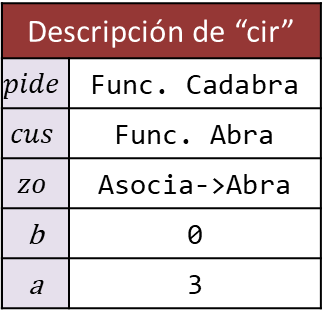 Descripción de “cir”
pide Func. Cadabra
cus Func. Abra
zo Asocia->Abra
b 0
a 3